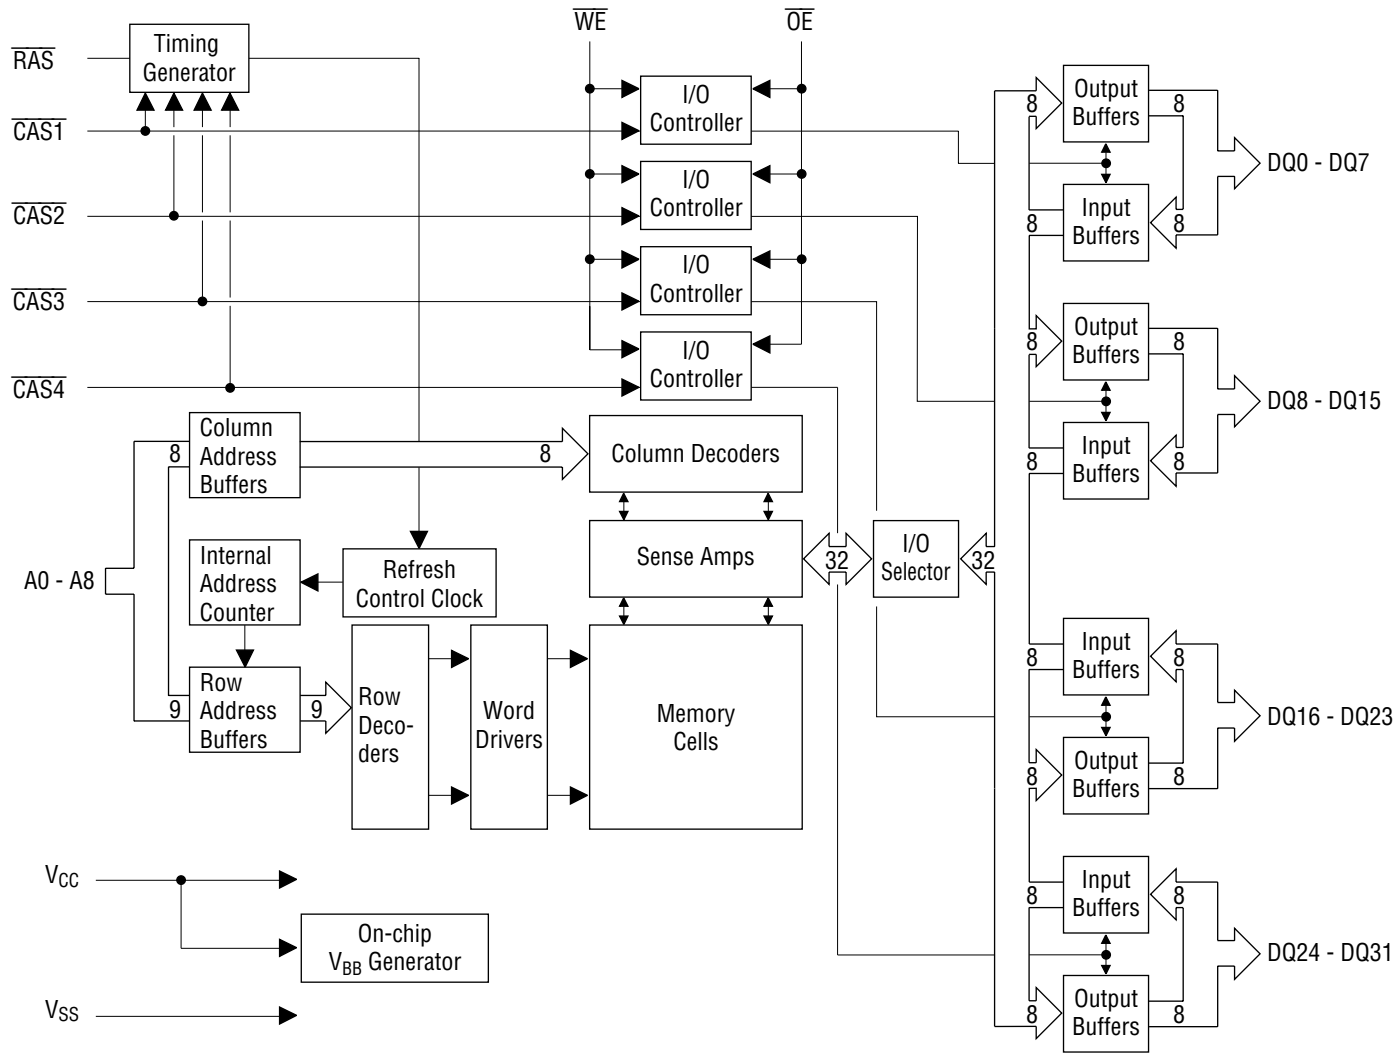 WE
OE
RAS
Timing
Generator
CAS1
CAS2
CAS3
CAS4
I/O
Controller
I/O
Controller
I/O
Controller
I/O
Controller
8
Output
Buffers
8
8
Input
Buffers
8
DQ0 - DQ7
8
Output
Buffers
8
8
Input
Buffers
8
DQ8 - DQ15
8
Column
Address
Buffers
8
Column Decoders
A0 - A8
Internal
Address
Counter
Refresh
Control Clock
Sense Amps
32
I/O
Selector
32
9
Row
Address
Buffers
9
Row
Deco-
ders
Word
Drivers
Memory
Cells
8
Input
Buffers
8
8
Output
Buffers
8
DQ16 - DQ23
8
Input
Buffers
8
8
Output
Buffers
8
DQ24 - DQ31
VCC
On-chip
VBB Generator
VSS